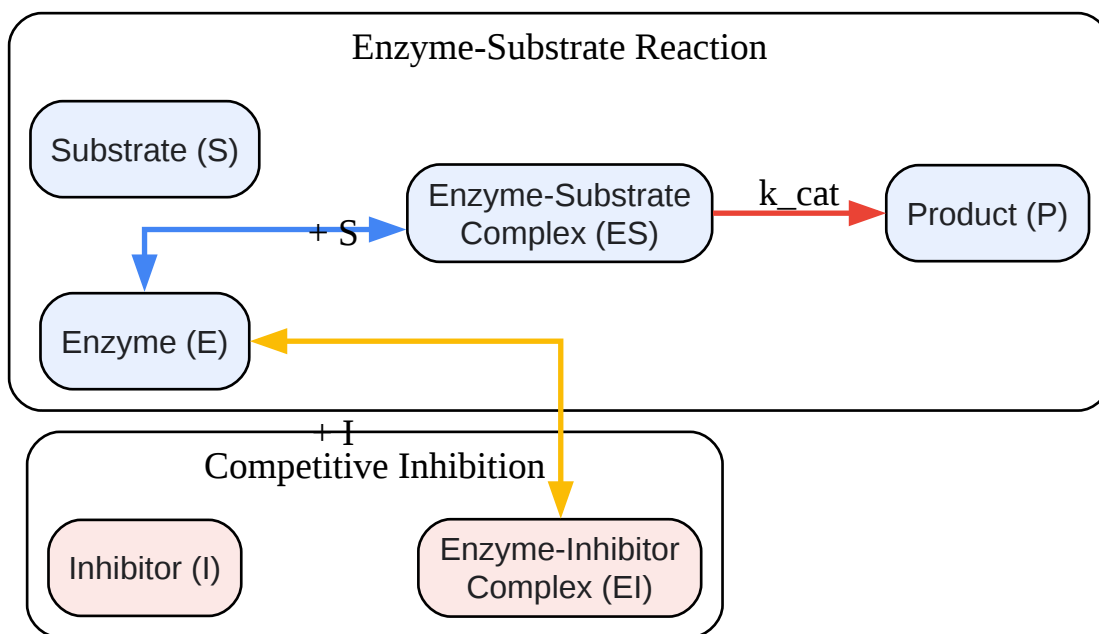 Enzyme-Substrate Reaction
Substrate (S)
Enzyme-Substrate
Complex (ES)
k_cat
Product (P)
+ S
Enzyme (E)
+ I
Competitive Inhibition
Inhibitor (I)
Enzyme-Inhibitor
Complex (EI)